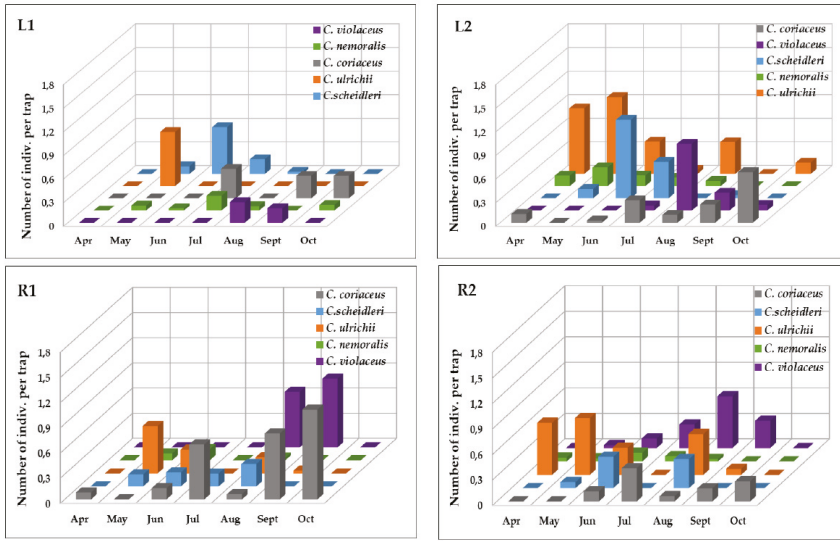 L1
C. violaceus
C. nemoralis
C. coriaceus
C. ulrichii
C.scheidleri
Number of indiv. per trap
1,8
1,5
1,2
0,9
0,6
0,3
0
Apr May Jun Jul Aug Sept Oct
L2
C. coriaceus
C. violaceus
C.scheidleri
C. nemoralis
C. ulrichii
Number of indiv. per trap
1,8
1,5
1,2
0,9
0,6
0,3
0
Apr May Jun Jul Aug Sept Oct
R1
C. coriaceus
C.scheidleri
C. ulrichii
C. nemoralis
C. violaceus
Number of indiv. per trap
1,8
1,5
1,2
0,9
0,6
0,3
0
Apr May Jun Jul Aug Sept Oct
R2
C. coriaceus
C.scheidleri
C. ulrichii
C. nemoralis
C. violaceus
Number of indiv. per trap
1,8
1,5
1,2
0,9
0,6
0,3
0
Apr May Jun Jul Aug Sept Oct